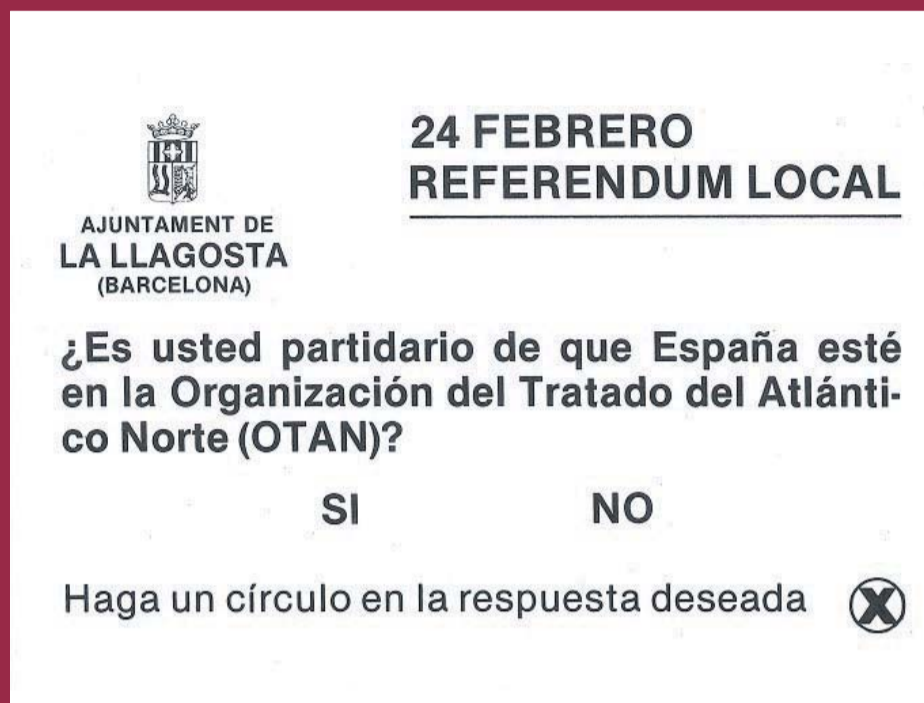 24 FEBRERO
REFERENDUM LOCAL
AJUNTAMENT DE
LA LLAGOSTA
(BARCELONA)
¿Es usted partidario de que España esté
en la Organización del Tratado del Atlánti-
co Norte (OTAN)?
SI NO
Haga un círculo en la respuesta deseada X